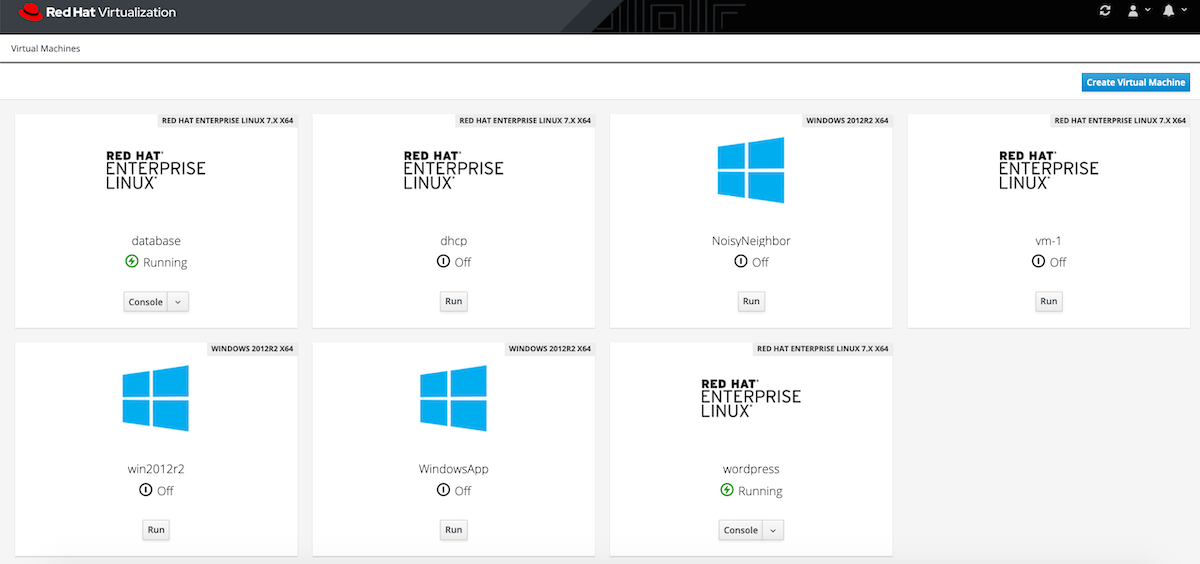 Red Hat Virtualization
Virtual Machines
Create Virtual Machine
RED HAT ENTERPRISE LINUX 7.X X64
RED HAT
ENTERPRISE
LINUX
database
Running
Console
RED HAT ENTERPRISE LINUX 7.X X64
RED HAT
ENTERPRISE
LINUX
dhcp
Off
Run
WINDOWS 2012R2 X64
NoisyNeighbor
Off
Run
RED HAT ENTERPRISE LINUX 7.X X64
RED HAT
ENTERPRISE
LINUX
vm-1
Off
Run
WINDOWS 2012R2 X64
win2012r2
Off
Run
WINDOWS 2012R2 X64
WindowsApp
Off
Run
RED HAT ENTERPRISE LINUX 7.X X64
RED HAT
ENTERPRISE
LINUX
wordpress
Running
Console